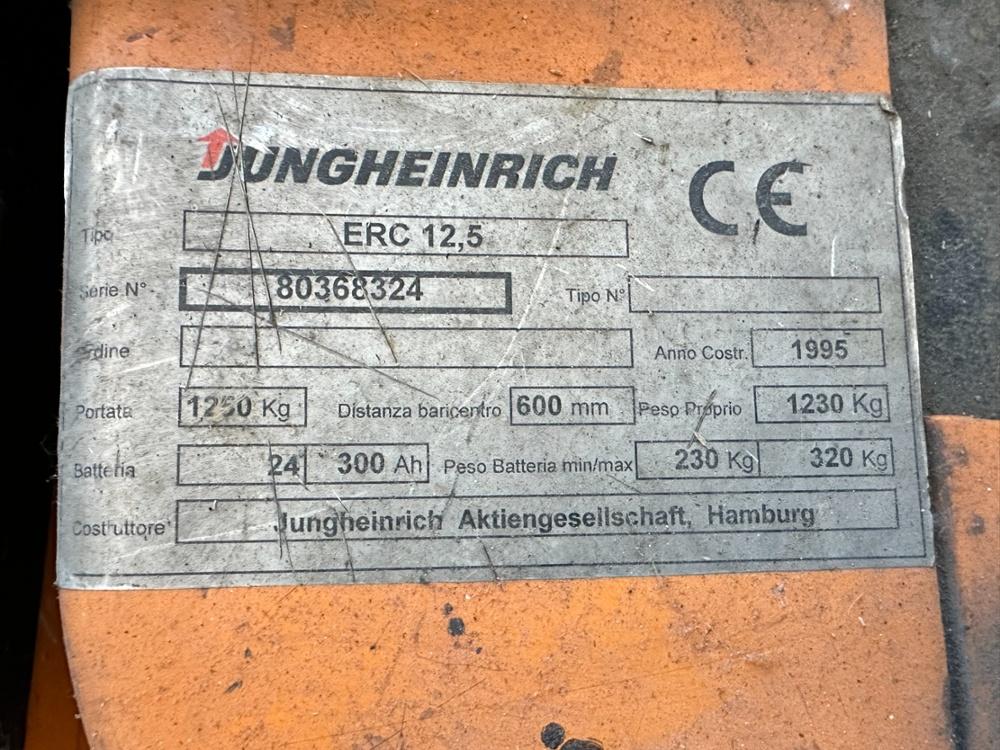 JUNGHEINRICH
CE
Tipo ERC 12,5
Serie N° 80368324 Tipo N°
Ordine Anno Costr. 1995
Portata 1250 Kg Distanza baricentro 600 mm Peso Proprio 1230 Kg
Batteria 24 300 Ah Peso Batteria min/max 230 Kg 320 Kg
Costruttore Jungheinrich Aktiengesellschaft, Hamburg